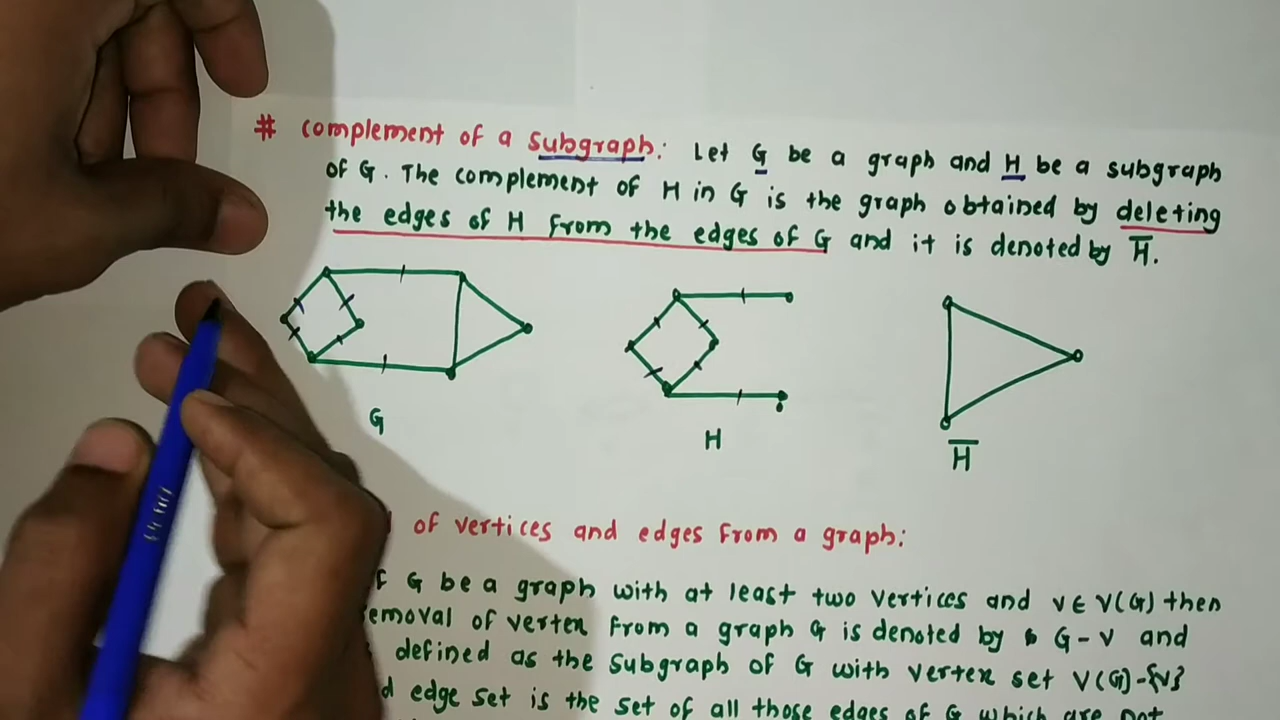 # Complement of a subgraph: Let G be a graph and H be a subgraph
of G. The complement of H in G is the graph obtained by deleting
the edges of H from the edges of G and it is denoted by H̅.
G
H
H̅
of vertices and edges from a graph:
G be a graph with at least two vertices and v ∈ V(G) then
emoval of vertex from a graph G is denoted by G-v and
defined as the subgraph of G with vertex set V(G)-{v}
edge set is the set of all those edges of G which are not